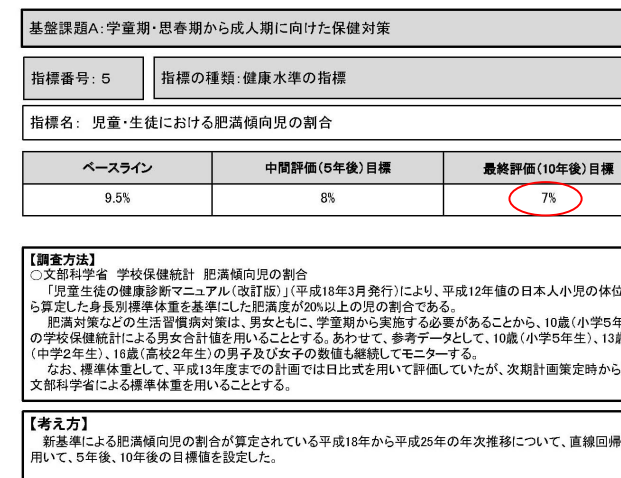 基盤課題A:学童期・思春期から成人期に向けた保健対策
指標番号: 5
指標の種類:健康水準の指標
指標名: 児童・生徒における肥満傾向児の割合
ベースライン 中間評価(5年後)目標 最終評価(10年後)目標
9.5% 8% 7%
【調査方法】
○文部科学省 学校保健統計 肥満傾向児の割合
「児童生徒の健康診断マニュアル(改訂版)」(平成18年3月発行)により、平成12年値の日本人小児の体位
ら算定した身長別標準体重を基準にした肥満度が20%以上の児の割合である。
肥満対策などの生活習慣病対策は、男女ともに、学童期から実施する必要があることから、10歳(小学5年
の学校保健統計による男女合計値を用いることとする。あわせて、参考データとして、10歳(小学5年生)、13歳
(中学2年生)、16歳(高校2年生)の男子及び女子の数値も継続してモニターする。
なお、標準体重として、平成13年度までの計画では日比式を用いて評価していたが、次期計画策定時から
文部科学省による標準体重を用いることとする。
【考え方】
新基準による肥満傾向児の割合が算定されている平成18年から平成25年の年次推移について、直線回帰
用いて、5年後、10年後の目標値を設定した。